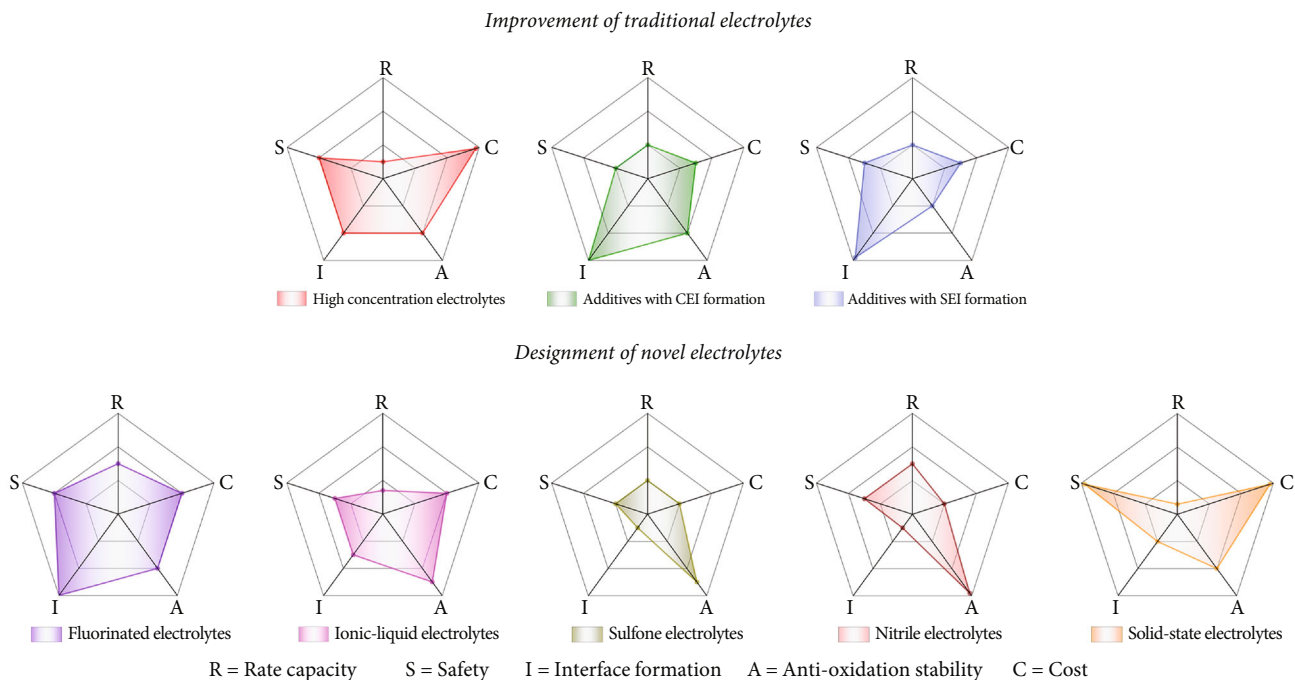 Improvement of traditional electrolytes
R
S
C
I
A
High concentration electrolytes
R
S
C
I
A
Additives with CEI formation
R
S
C
I
A
Additives with SEI formation
Designment of novel electrolytes
R
S
C
I
A
Fluorinated electrolytes
R
S
C
I
A
Ionic-liquid electrolytes
R
S
C
I
A
Sulfone electrolytes
R
S
C
I
A
Nitrile electrolytes
R
S
C
I
A
Solid-state electrolytes
R = Rate capacity S = Safety I = Interface formation A = Anti-oxidation stability C = Cost